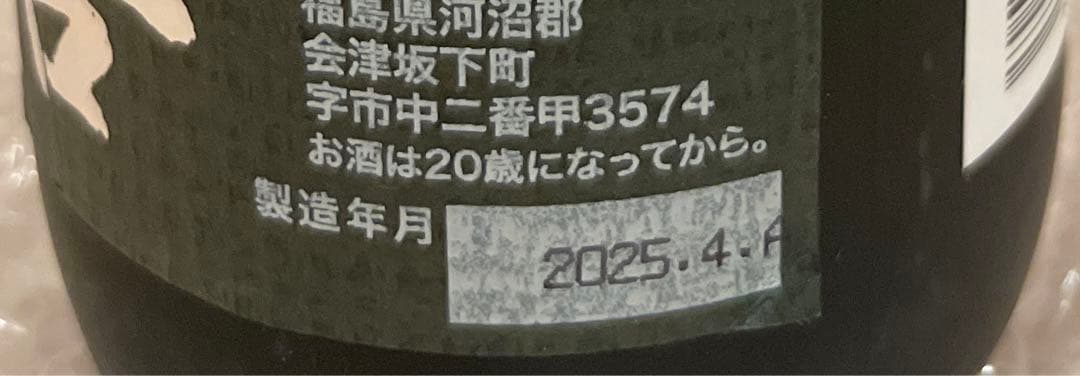 福島県河沼郡
会津坂下町
字市中二番甲3574
お酒は20歳になってから。
製造年月 2025.4.A